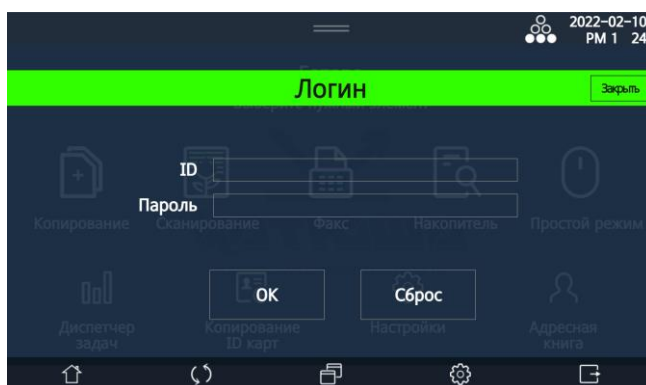 2022-02-10
PM 1 24
Логин
Закрыть
ID
Пароль
Копирование
Сканирование
Факс
Накопитель
Простой режим
OK
Сброс
Диспетчер
задач
Копирование
ID карт
Настройки
Адресная
книга